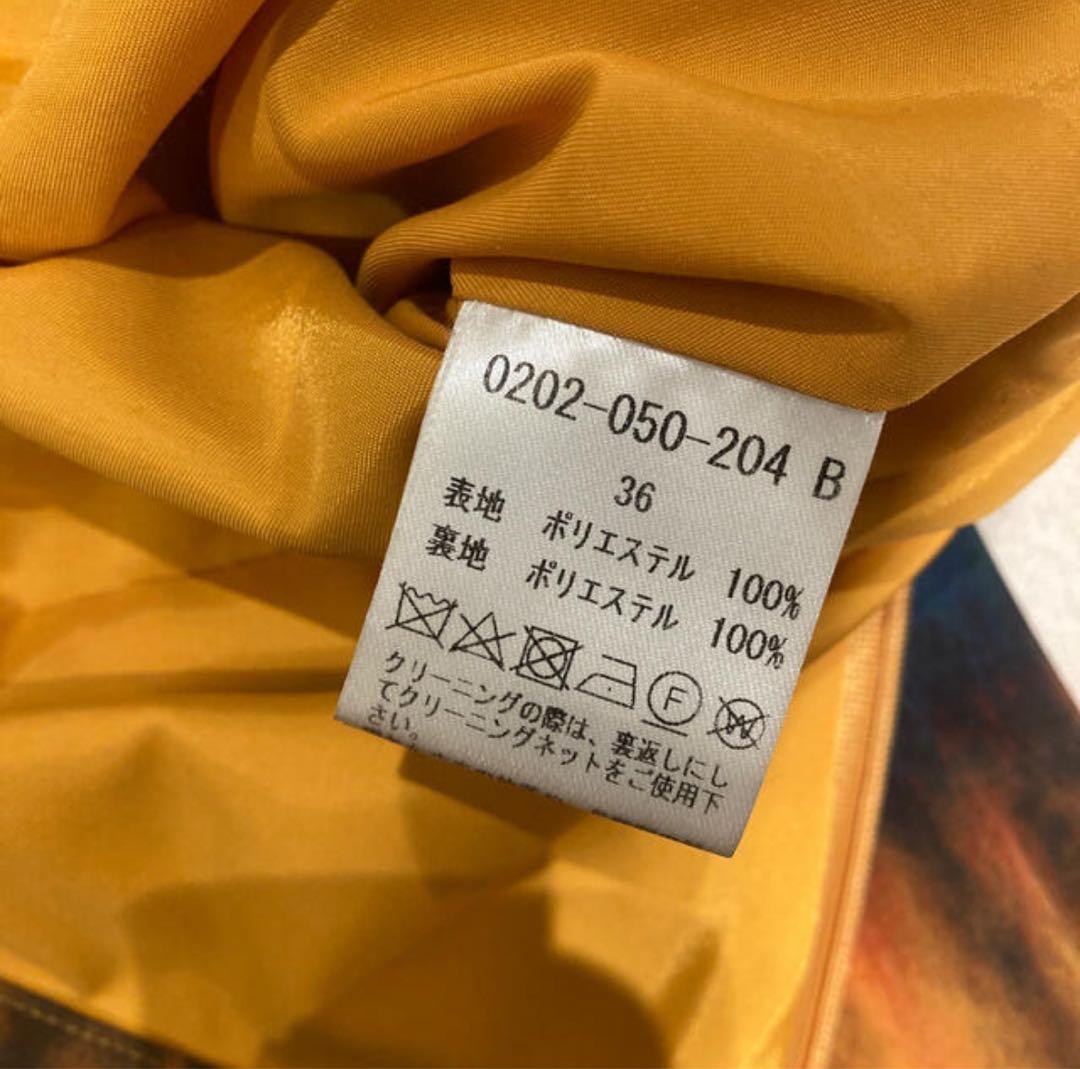 0202-050-204 B
36
表地 ポリエステル 100%
裏地 ポリエステル 100%
F W
クリーニングの際は、裏返しにし
てクリーニングネットをご使用下
さい。